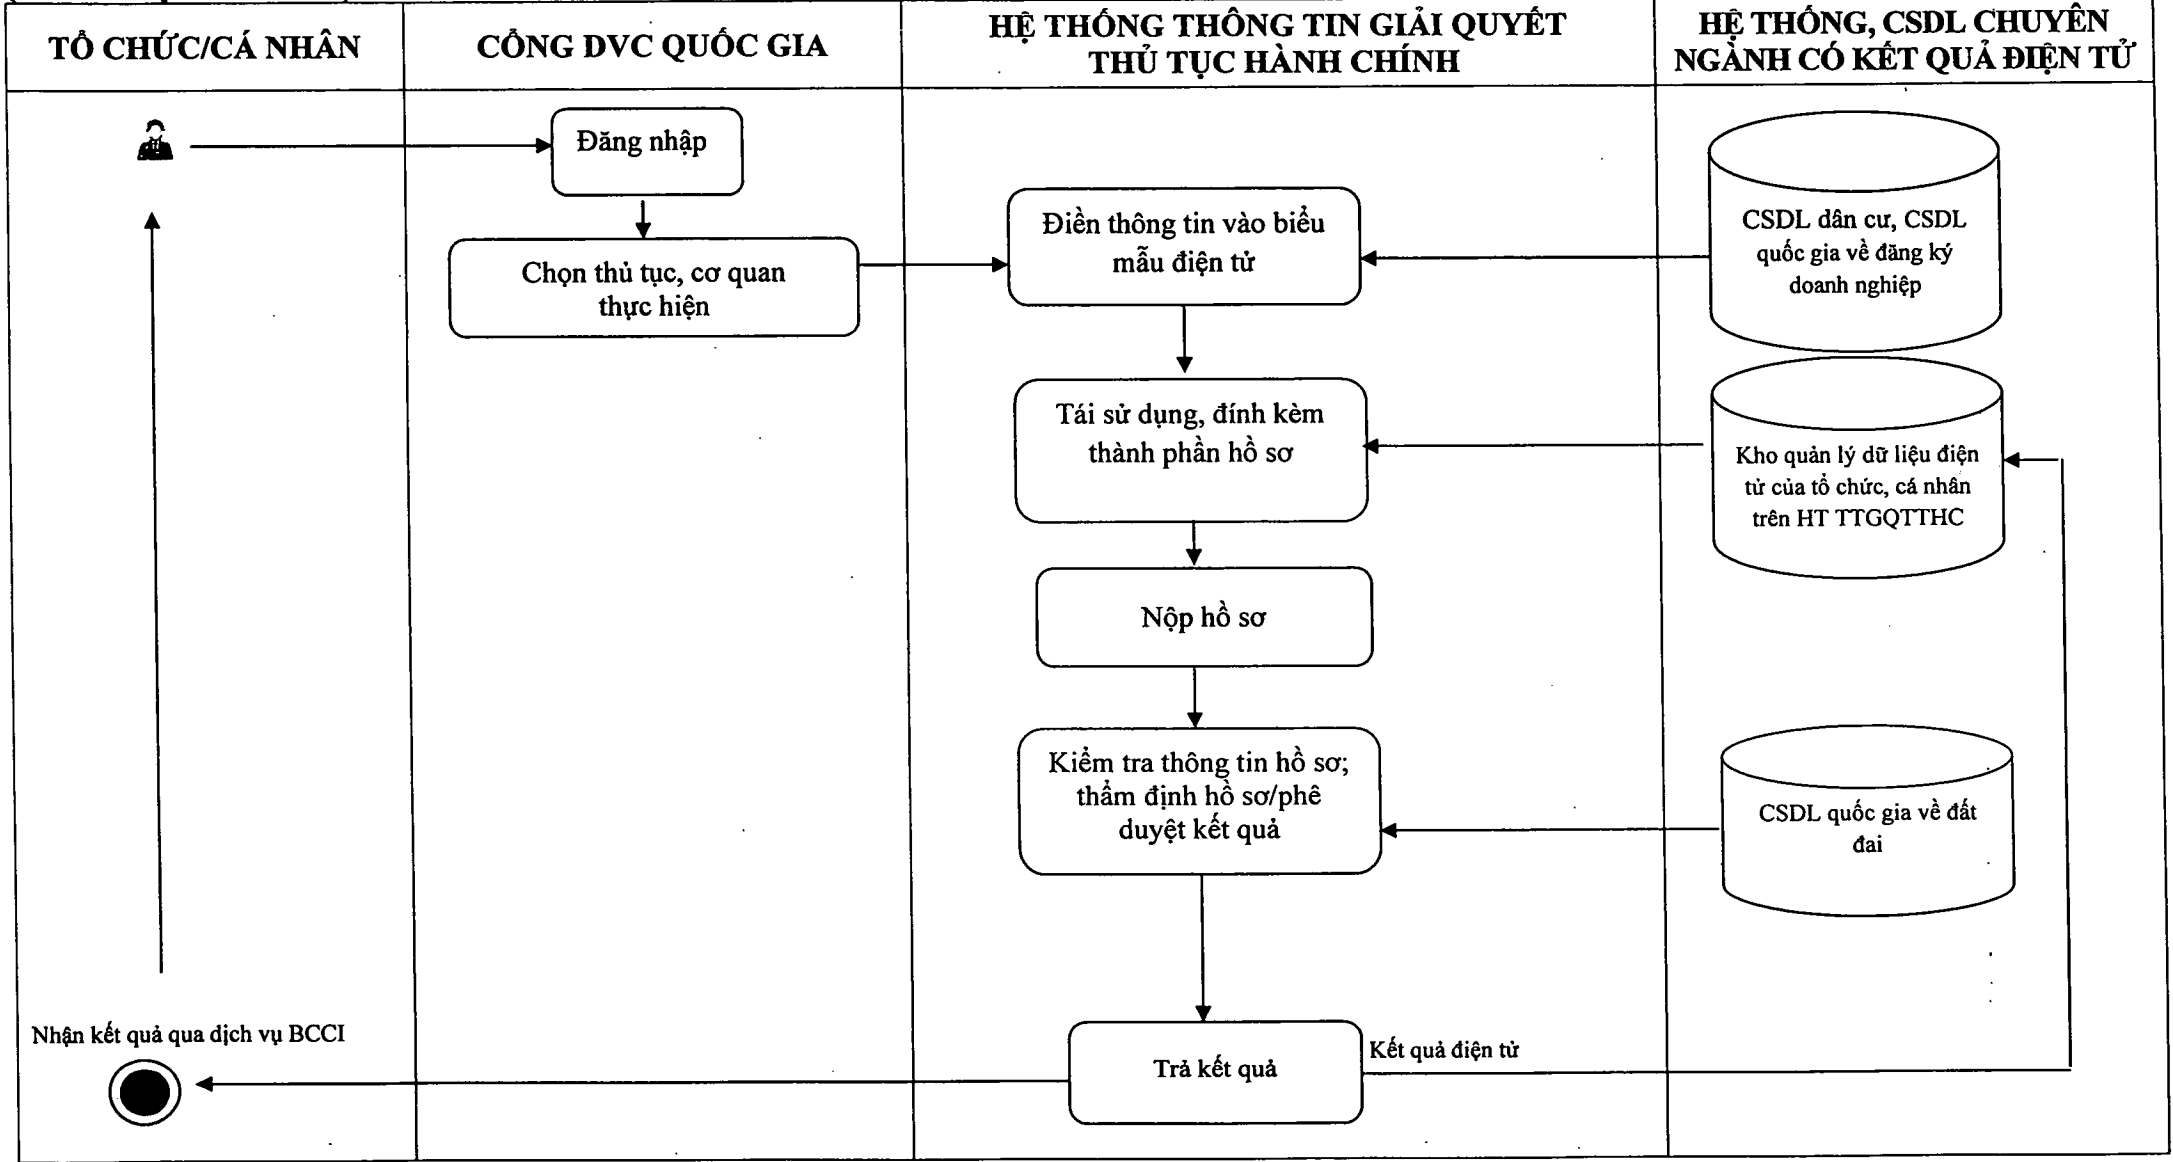 TỔ CHỨC/CÁ NHÂN
CỔNG DVC QUỐC GIA
HỆ THỐNG THÔNG TIN GIẢI QUYẾT
THỦ TỤC HÀNH CHÍNH
HỆ THỐNG, CSDL CHUYÊN
NGÀNH CÓ KẾT QUẢ ĐIỆN TỬ
Đăng nhập
Chọn thủ tục, cơ quan
thực hiện
Điền thông tin vào biểu
mẫu điện tử
CSDL dân cư, CSDL
quốc gia về đăng ký
doanh nghiệp
Tái sử dụng, đính kèm
thành phần hồ sơ
Kho quản lý dữ liệu điện
tử của tổ chức, cá nhân
trên HT TTGQTTHC
Nộp hồ sơ
Kiểm tra thông tin hồ sơ;
thẩm định hồ sơ/phê
duyệt kết quả
CSDL quốc gia về đất
đai
Nhận kết quả qua dịch vụ BCCI
Trả kết quả
Kết quả điện tử